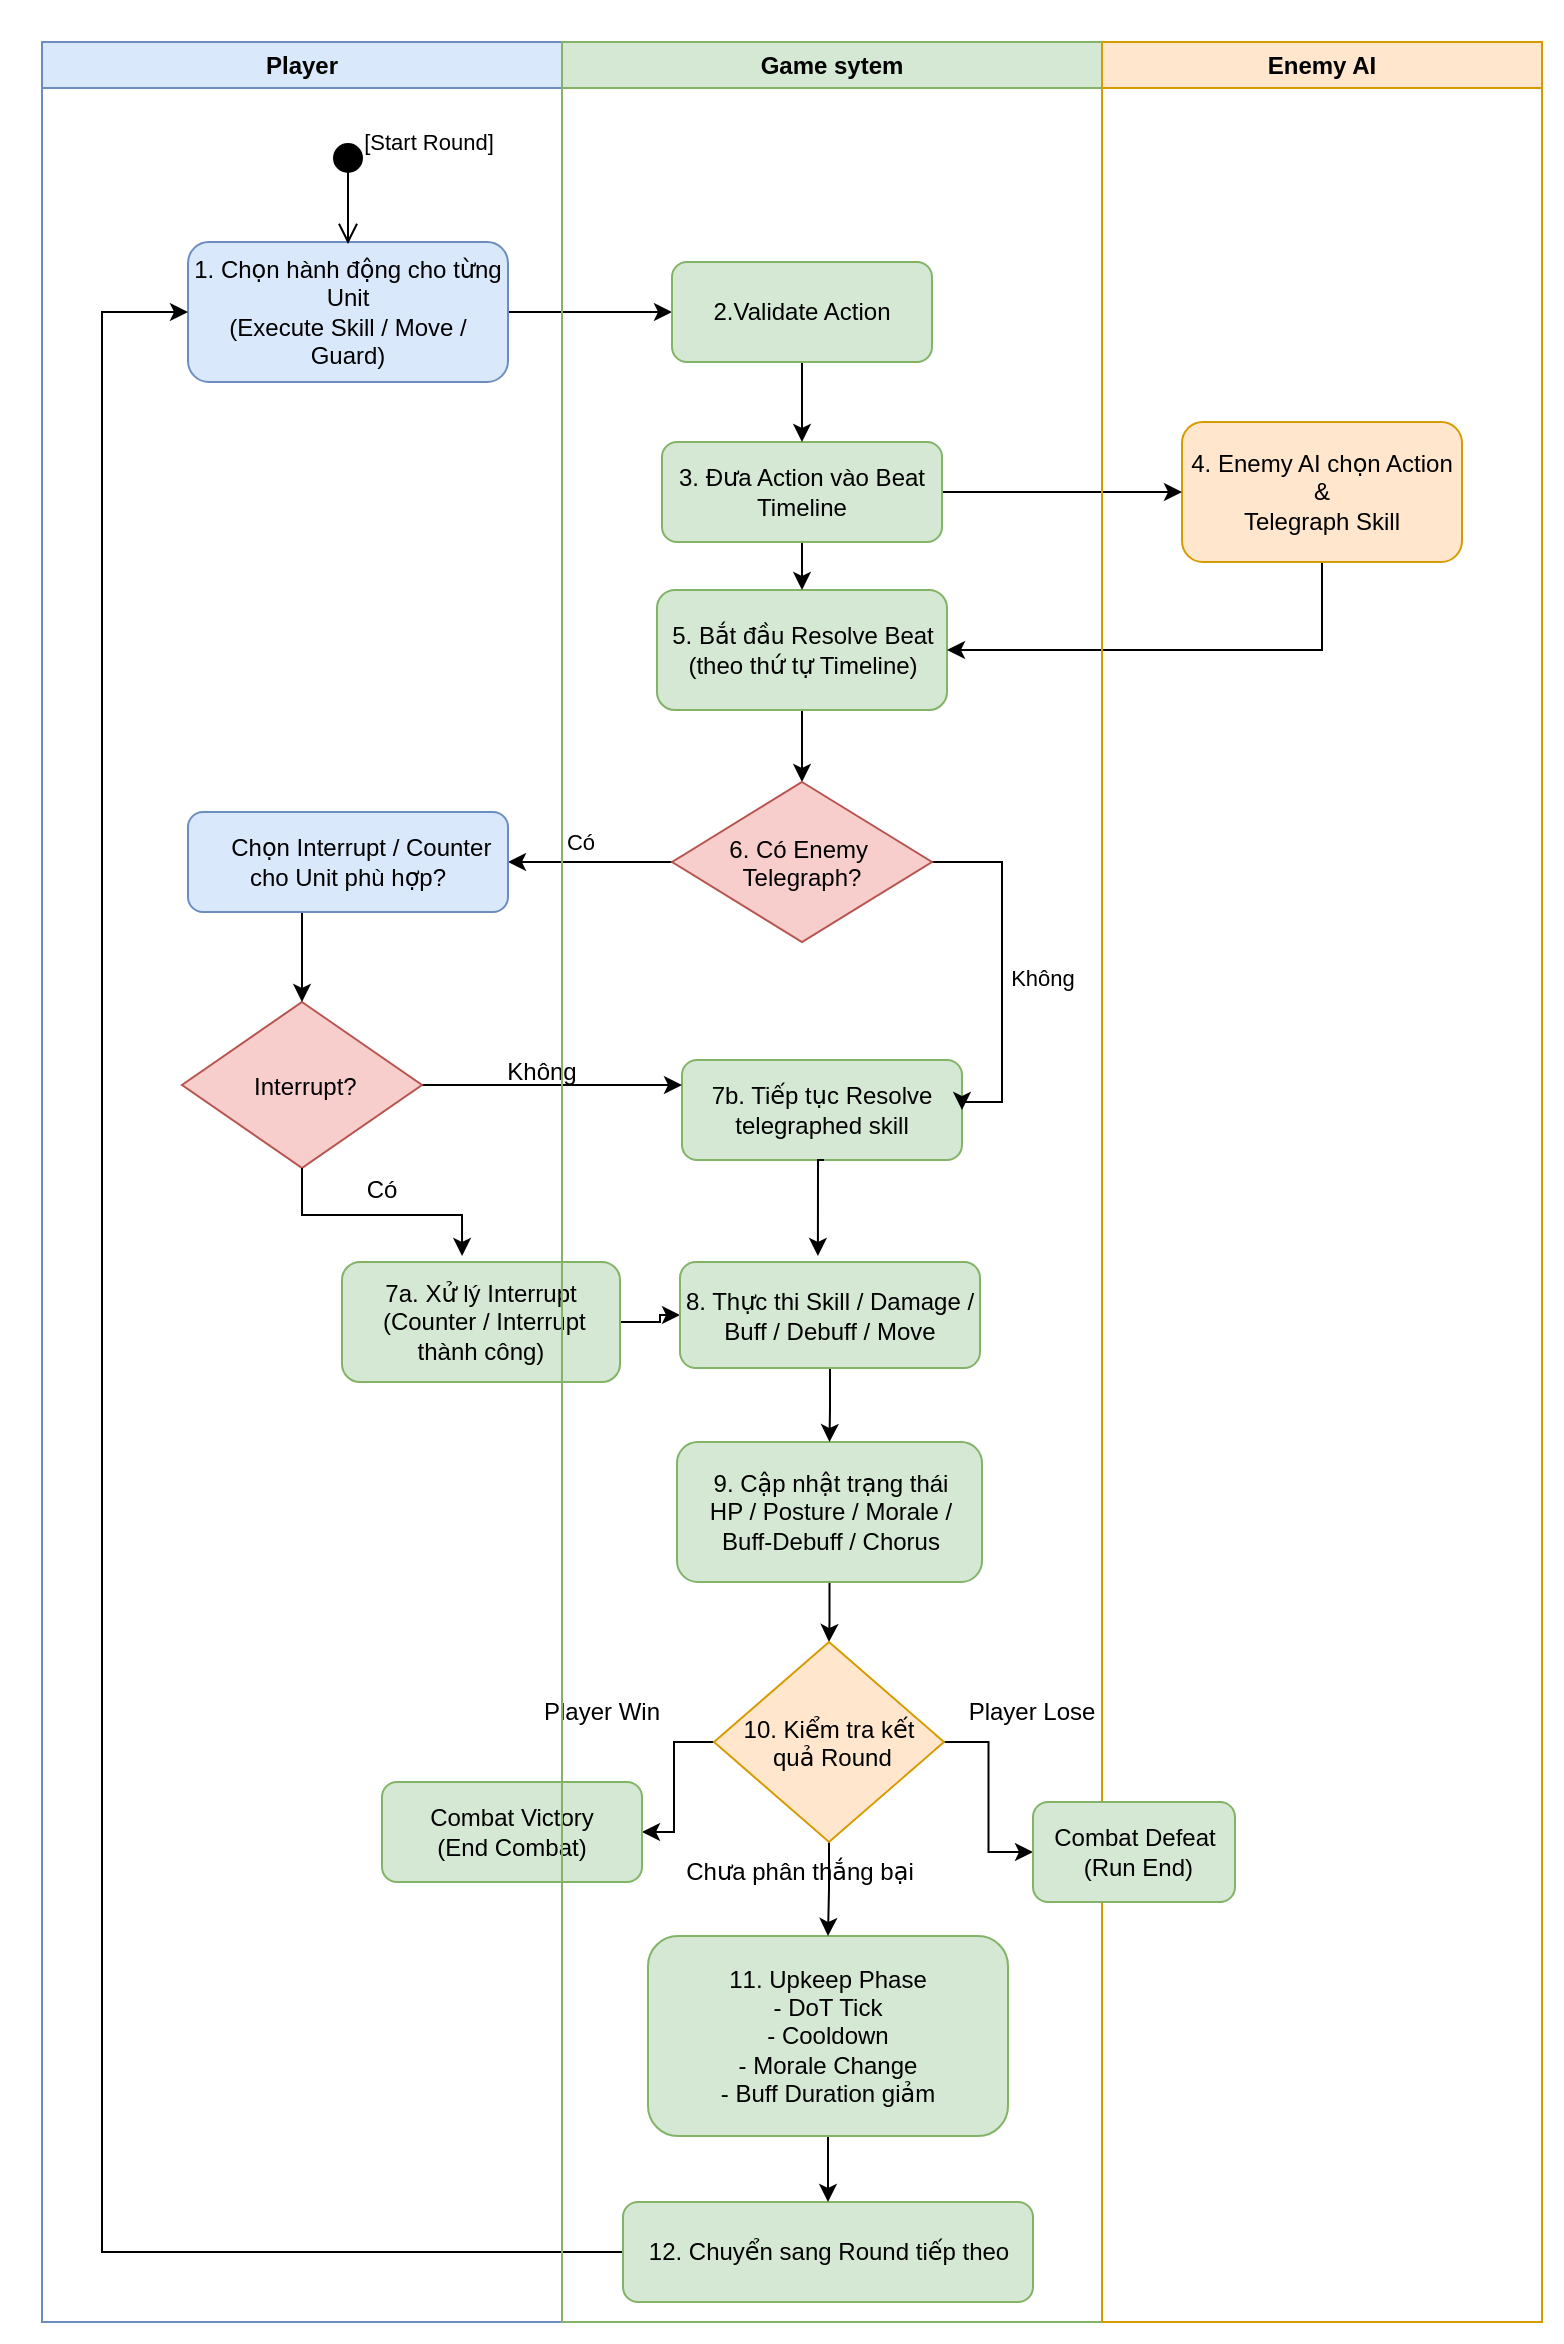 Player
Game sytem
Enemy AI
[Start Round]
1. Chọn hành động cho từng
Unit
(Execute Skill / Move /
Guard)
2.Validate Action
3. Đưa Action vào Beat
Timeline
4. Enemy AI chọn Action
&
Telegraph Skill
5. Bắt đầu Resolve Beat
(theo thứ tự Timeline)
Chọn Interrupt / Counter
cho Unit phù hợp?
Có
6. Có Enemy
Telegraph?
Không
Interrupt?
Không
7b. Tiếp tục Resolve
telegraphed skill
Có
7a. Xử lý Interrupt
(Counter / Interrupt
thành công)
8. Thực thi Skill / Damage /
Buff / Debuff / Move
9. Cập nhật trạng thái
HP / Posture / Morale /
Buff-Debuff / Chorus
Player Win
10. Kiểm tra kết
quả Round
Player Lose
Combat Victory
(End Combat)
Combat Defeat
(Run End)
Chưa phân thắng bại
11. Upkeep Phase
- DoT Tick
- Cooldown
- Morale Change
- Buff Duration giảm
12. Chuyển sang Round tiếp theo